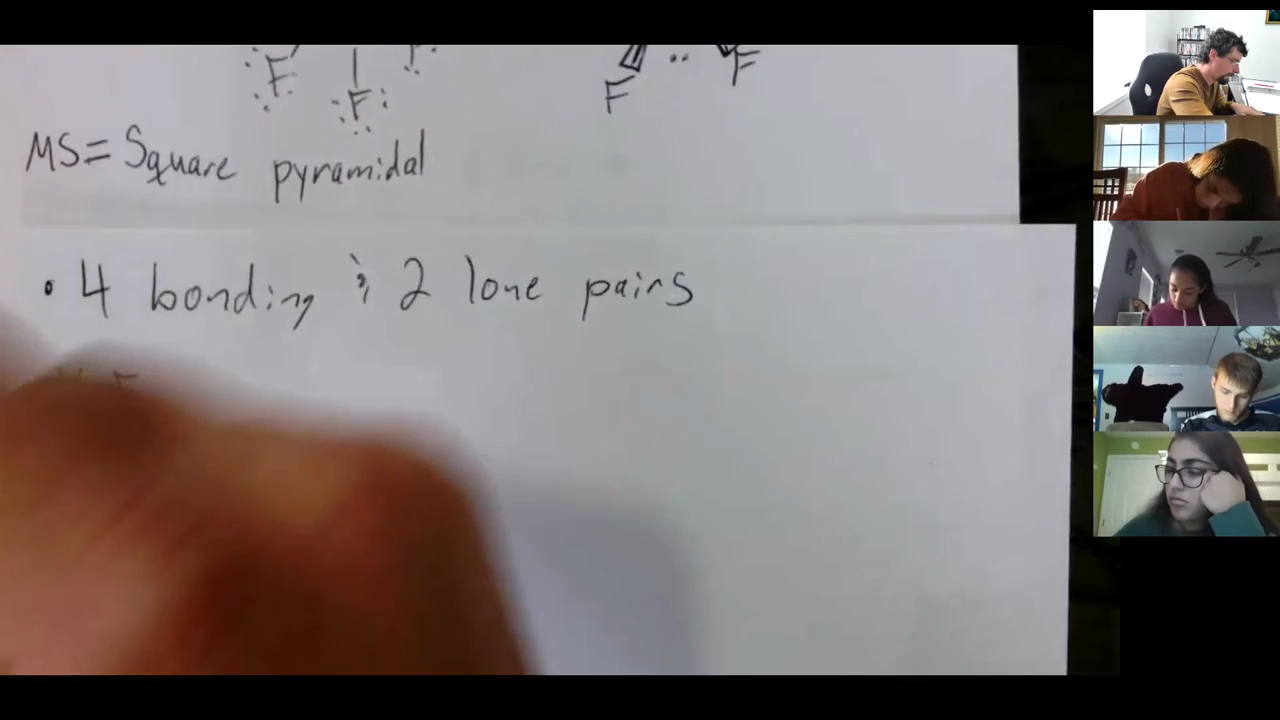 F F F F
MS= Square pyramidal
• 4 bonding & 2 lone pairs